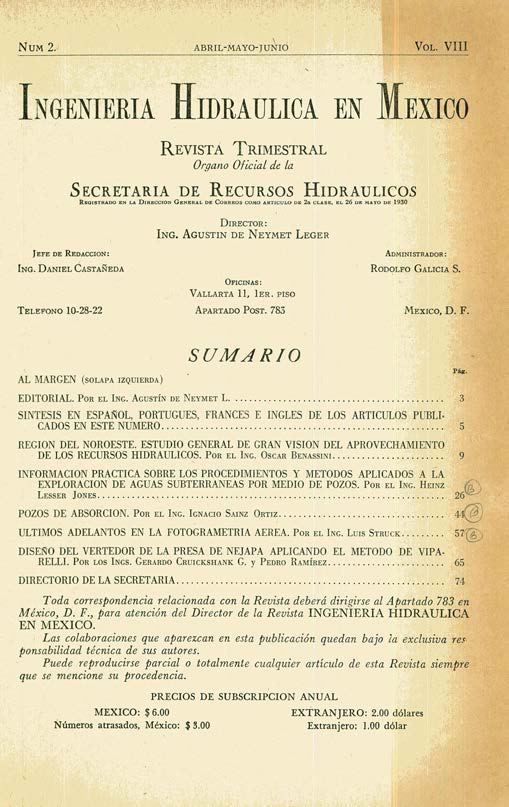 NUM 2. ABRIL-MAYO-JUNIO VOL. VIII
INGENIERIA HIDRAULICA EN MEXICO
REVISTA TRIMESTRAL
Organo Oficial de la
SECRETARIA DE RECURSOS HIDRAULICOS
REGISTRADO EN LA DIRECCION GENERAL DE CORREOS COMO ARTICULO DE 2a CLASE, EL 26 DE MAYO DE 1930
DIRECTOR:
ING. AGUSTIN DE NEYMET LEGER
JEFE DE REDACCION: ADMINISTRADOR:
ING. DANIEL CASTAÑEDA RODOLFO GALICIA S.
OFICINAS:
VALLARTA 11, 1ER. PISO
TELEFONO 10-28-22 APARTADO POST. 783 MEXICO, D. F.
SUMARIO
Pág.
AL MARGEN (SOLAPA IZQUIERDA)
EDITORIAL. POR EL ING. AGUSTÍN DE NEYMET L. 3
SINTESIS EN ESPAÑOL, PORTUGUES, FRANCES E INGLES DE LOS ARTICULOS PUBLI-
CADOS EN ESTE NUMERO 5
REGION DEL NOROESTE. ESTUDIO GENERAL DE GRAN VISION DEL APROVECHAMIENTO
DE LOS RECURSOS HIDRAULICOS. POR EL ING. OSCAR BENASSINI 9
INFORMACION PRACTICA SOBRE LOS PROCEDIMIENTOS Y METODOS APLICADOS A LA
EXPLORACION DE AGUAS SUBTERRANEAS POR MEDIO DE POZOS. POR EL ING. HEINZ
LESSER JONES 26
POZOS DE ABSORCION. POR EL ING. IGNACIO SAINZ ORTIZ 44
ULTIMOS ADELANTOS EN LA FOTOGRAMETRIA AEREA. POR EL ING. LUIS STRUCK 57
DISEÑO DEL VERTEDOR DE LA PRESA DE NEJAPA APLICANDO EL METODO DE VIPA-
RELLI. POR LOS INGS. GERARDO CRUICKSHANK G. Y PEDRO RAMÍREZ 65
DIRECTORIO DE LA SECRETARIA 74
Toda correspondencia relacionada con la Revista deberá dirigirse al Apartado 783 en
México, D. F., para atención del Director de la Revista INGENIERIA HIDRAULICA
EN MEXICO.
Las colaboraciones que aparezcan en esta publicación quedan bajo la exclusiva res-
ponsabilidad técnica de sus autores.
Puede reproducirse parcial o totalmente cualquier artículo de esta Revista siempre
que se mencione su procedencia.
PRECIOS DE SUBSCRIPCION ANUAL
MEXICO: $ 6.00 EXTRANJERO: 2.00 dólares
Números atrasados, México: $ 3.00 Extranjero: 1.00 dólar